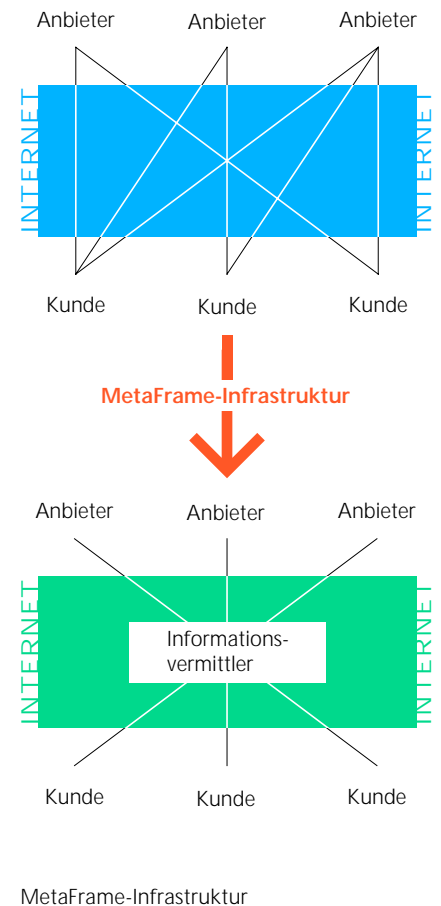 Anbieter Anbieter Anbieter
INTERNET INTERNET
Kunde Kunde Kunde
MetaFrame-Infrastruktur
Anbieter Anbieter Anbieter
INTERNET INTERNET
Informations-
vermittler
Kunde Kunde Kunde
MetaFrame-Infrastruktur